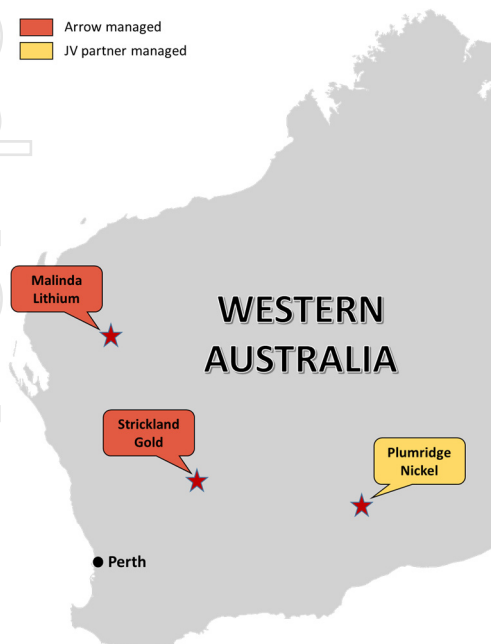 Arrow managed
JV partner managed
Malinda
Lithium
WESTERN
AUSTRALIA
Strickland
Gold
Plumridge
Nickel
Perth